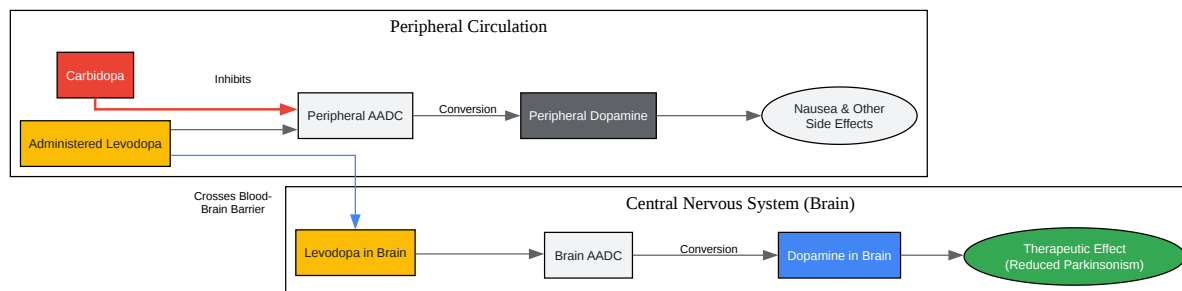 Peripheral Circulation
Carbidopa
Inhibits
Peripheral AADC
Conversion
Peripheral Dopamine
Nausea & Other
Side Effects
Administered Levodopa
Crosses Blood-
Brain Barrier
Central Nervous System (Brain)
Levodopa in Brain
Brain AADC
Conversion
Dopamine in Brain
Therapeutic Effect
(Reduced Parkinsonism)